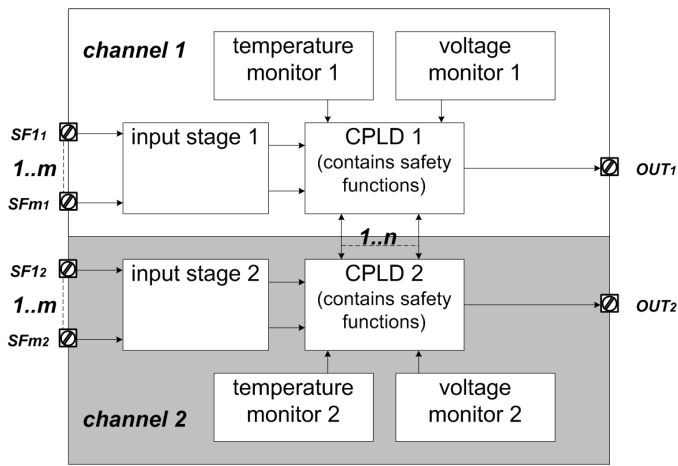 channel 1
temperature
monitor 1
voltage
monitor 1
SF1₁
1..m
SFm₁
input stage 1
CPLD 1
(contains safety
functions)
OUT₁
1..n
SF1₂
1..m
SFm₂
input stage 2
CPLD 2
(contains safety
functions)
OUT₂
channel 2
temperature
monitor 2
voltage
monitor 2